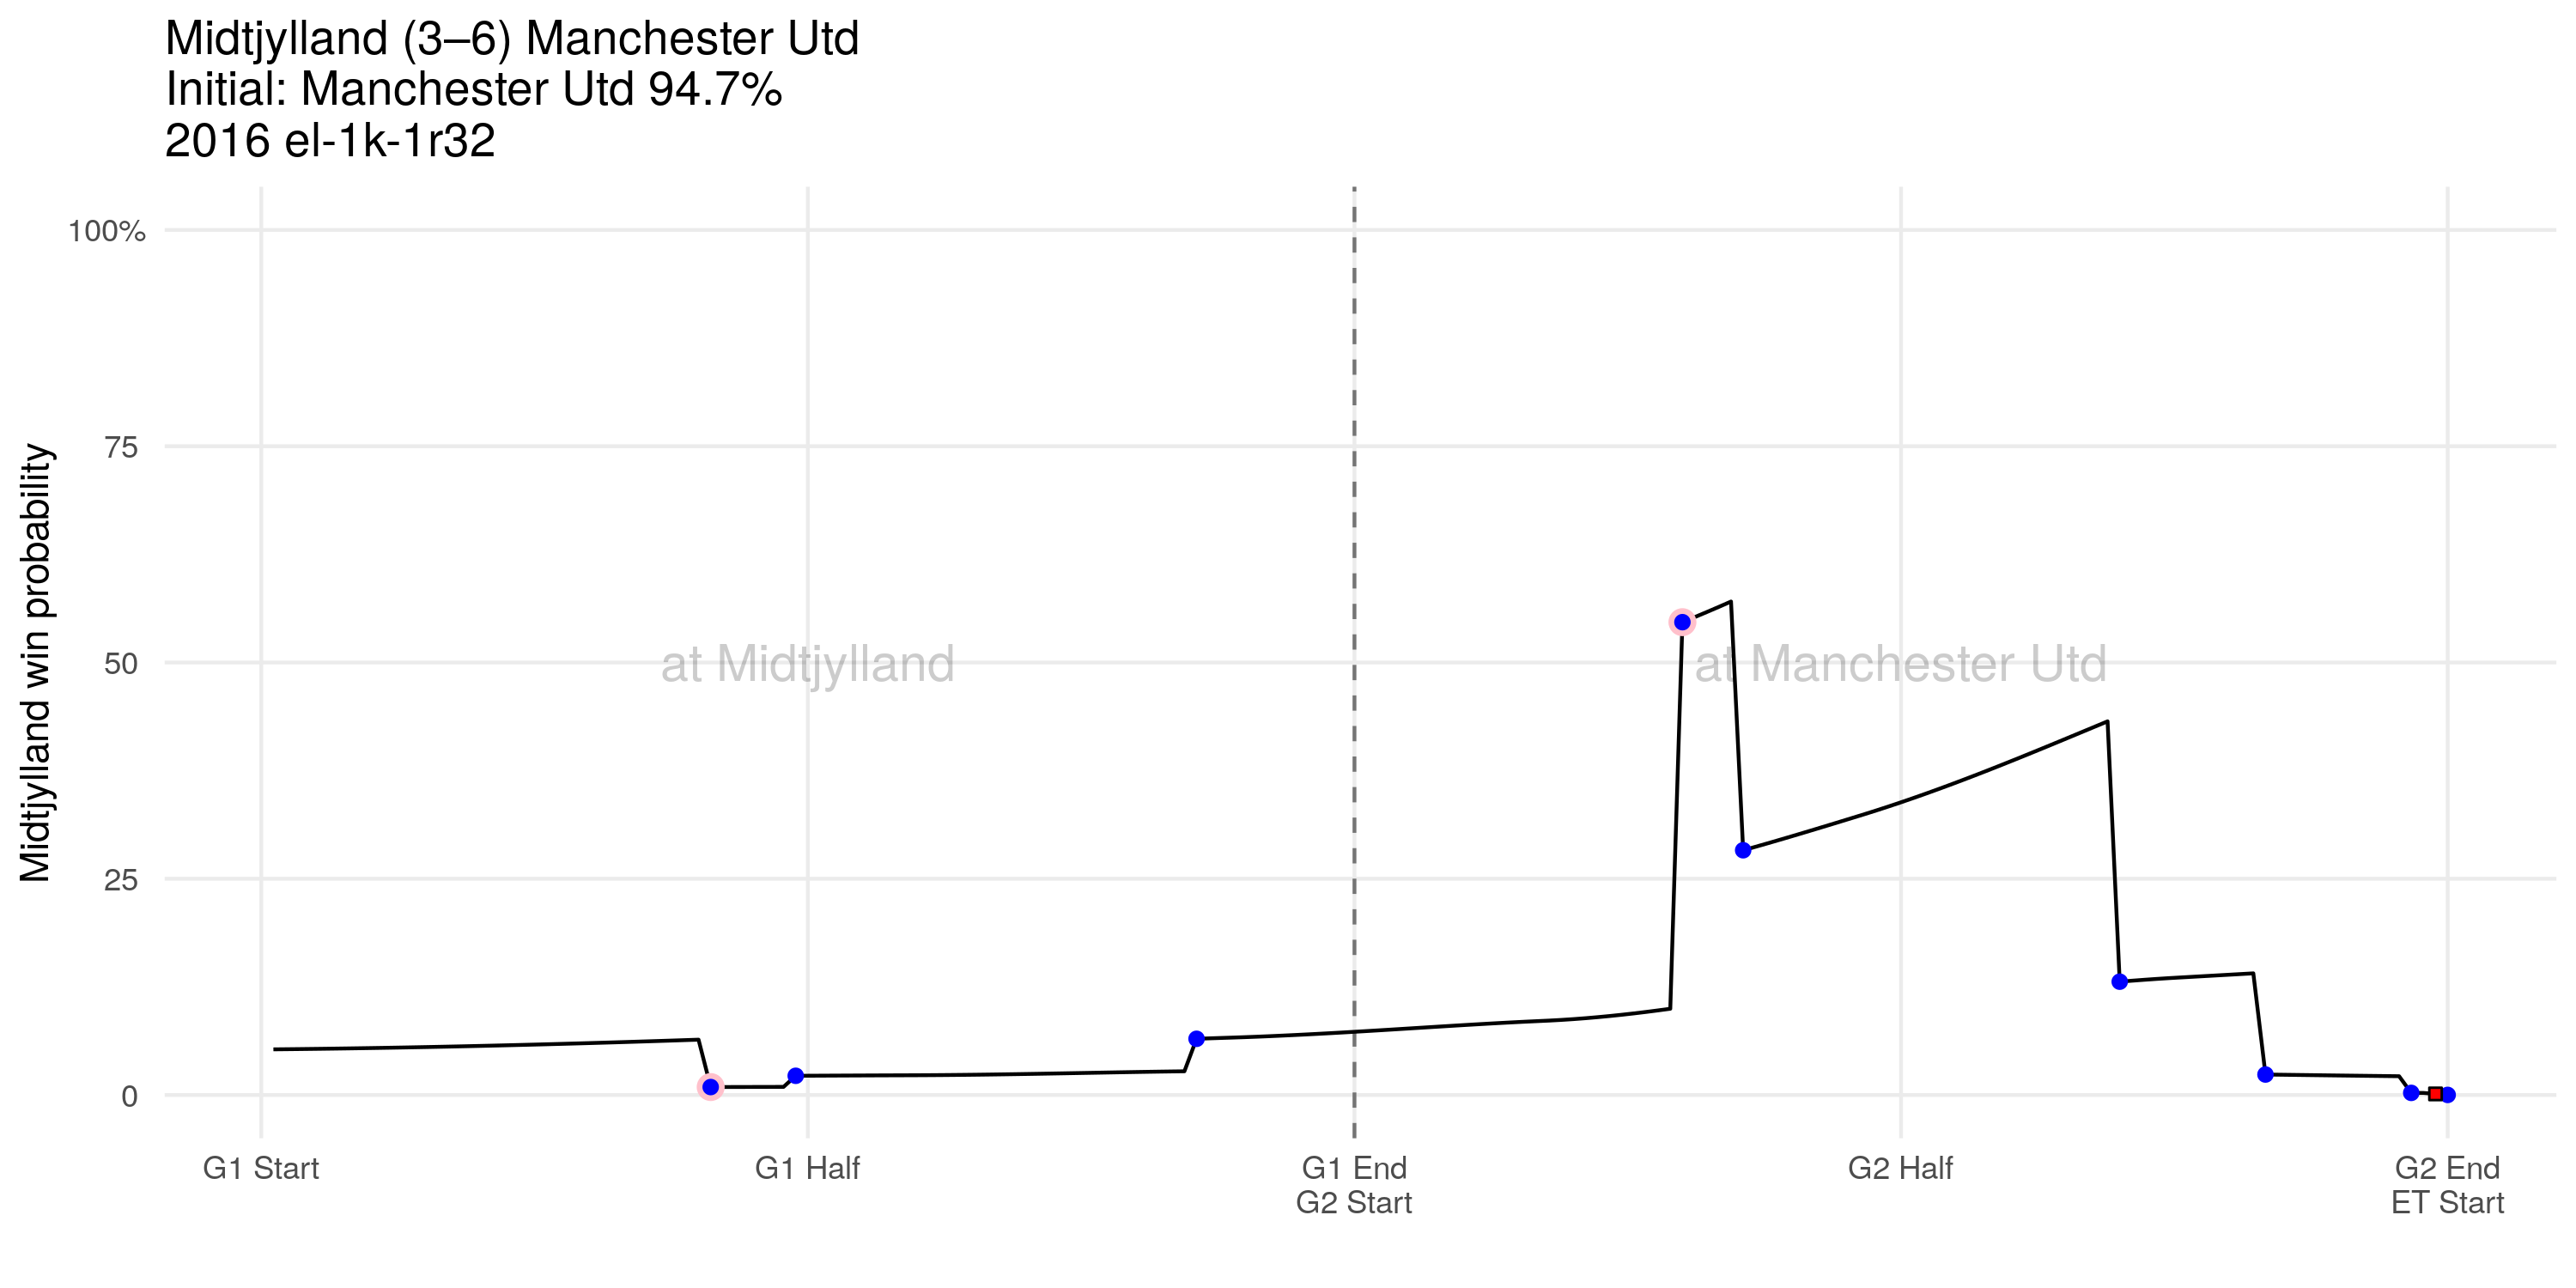 Midtjylland (3–6) Manchester Utd
Initial: Manchester Utd 94.7%
2016 el-1k-1r32
Midtjylland win probability
100%
75
50
25
0
at Midtjylland
at Manchester Utd
G1 Start
G1 Half
G1 End
G2 Start
G2 Half
G2 End
ET Start